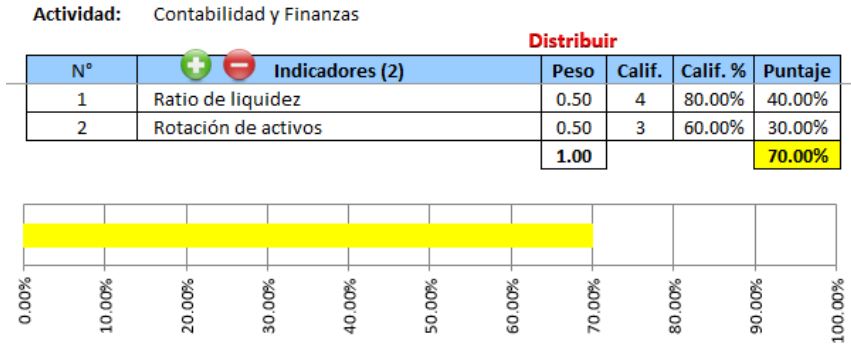 Actividad: Contabilidad y Finanzas
Distribuir
N° Indicadores (2) Peso Calif. Calif. % Puntaje
1 Ratio de liquidez 0.50 4 80.00% 40.00%
2 Rotación de activos 0.50 3 60.00% 30.00%
1.00 70.00%
0.00% 10.00% 20.00% 30.00% 40.00% 50.00% 60.00% 70.00% 80.00% 90.00% 100.00%